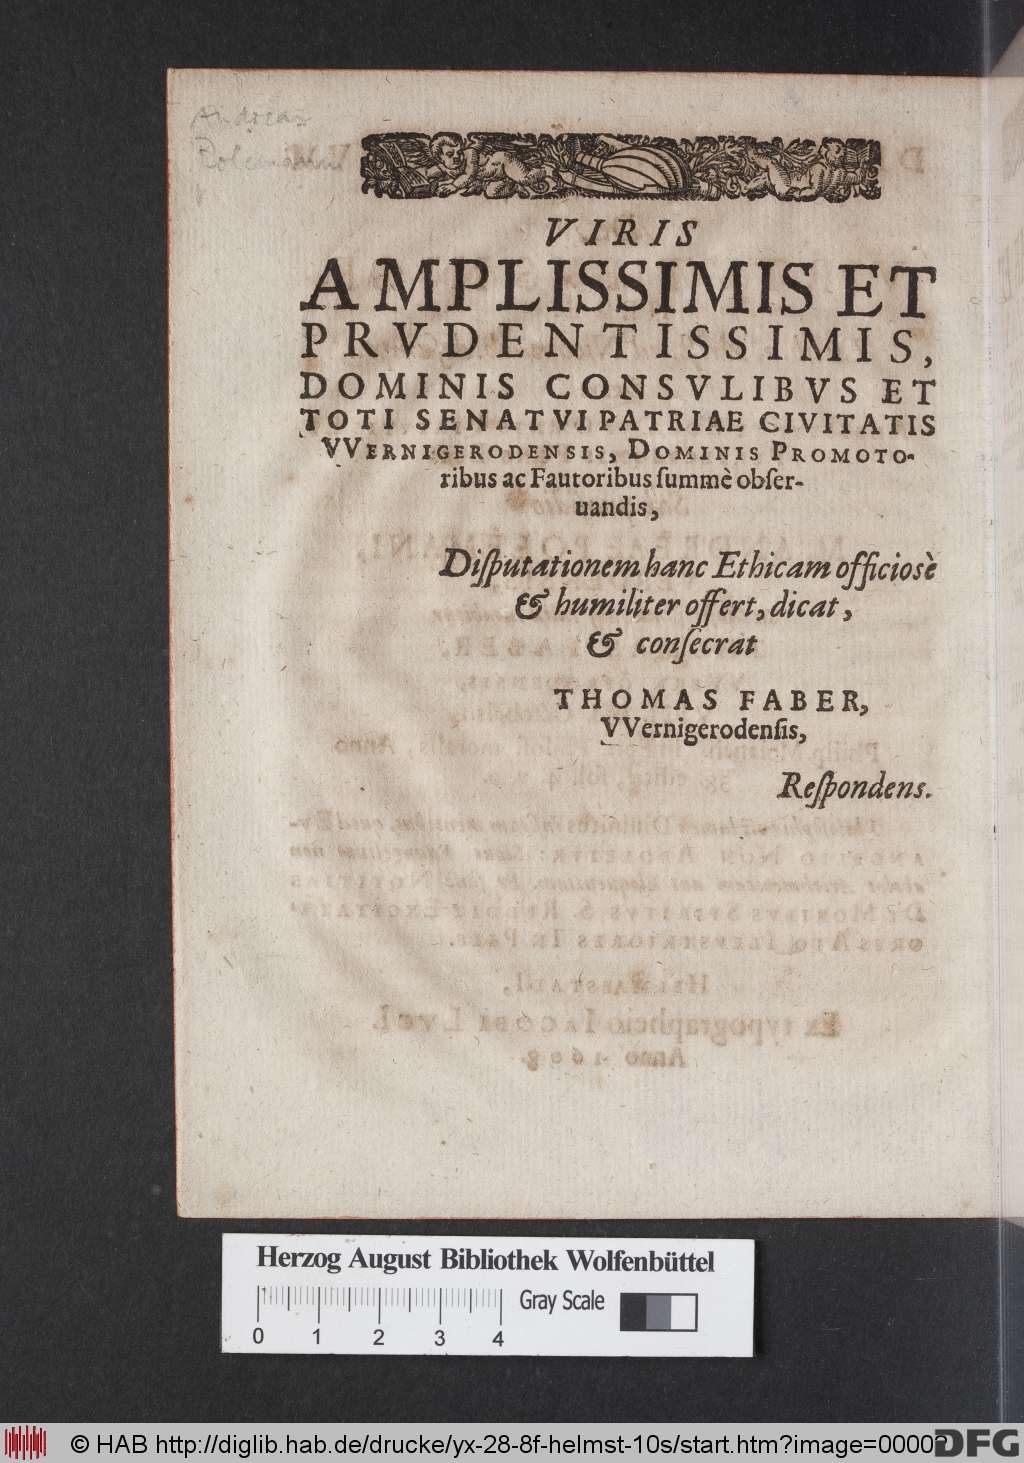 Andreas
VIRIS
AMPLISSIMIS ET
PRVDENTISSIMIS,
DOMINIS CONSVLIBVS ET
TOTI SENATVI PATRIAE CIVITATIS
VVERNIGERODENSIS, DOMINIS PROMOTO-
ribus ac Fautoribus ſummè obſer-
uandis,
Diſputationem hanc Ethicam officiosè
& humiliter offert, dicat,
& conſecrat
THOMAS FABER,
VVernigerodenſis,
Reſpondens.
Herzog August Bibliothek Wolfenbüttel
Gray Scale
0 1 2 3 4
© HAB http://diglib.hab.de/drucke/yx-28-8f-helmst-10s/start.htm?image=00002
DFG